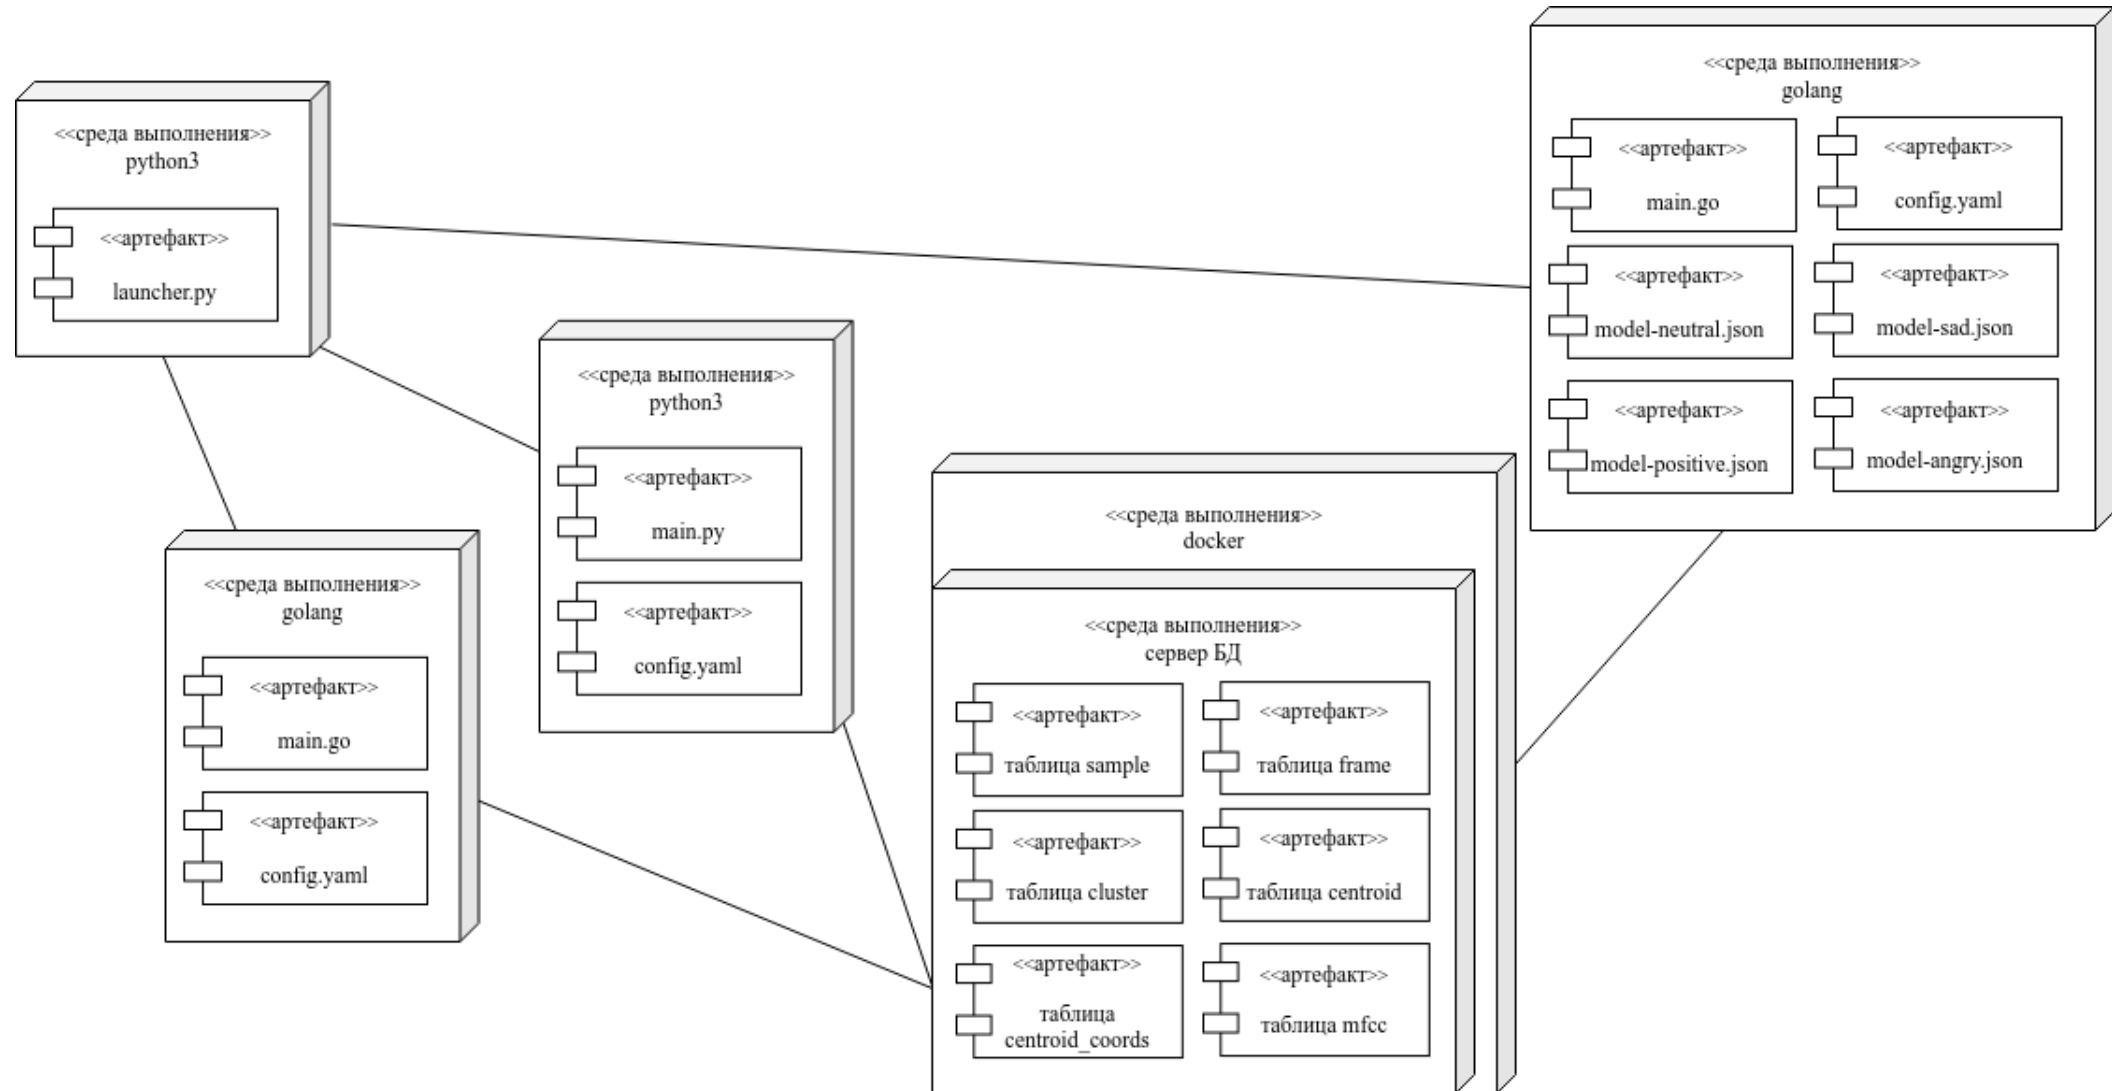 <<среда выполнения>>
python3
<<артефакт>>
launcher.py
<<среда выполнения>>
golang
<<артефакт>>
main.go
<<артефакт>>
config.yaml
<<среда выполнения>>
python3
<<артефакт>>
main.py
<<артефакт>>
config.yaml
<<среда выполнения>>
docker
<<среда выполнения>>
сервер БД
<<артефакт>>
таблица sample
<<артефакт>>
таблица frame
<<артефакт>>
таблица cluster
<<артефакт>>
таблица centroid
<<артефакт>>
таблица
centroid_coords
<<артефакт>>
таблица mfcc
<<среда выполнения>>
golang
<<артефакт>>
main.go
<<артефакт>>
config.yaml
<<артефакт>>
model-neutral.json
<<артефакт>>
model-sad.json
<<артефакт>>
model-positive.json
<<артефакт>>
model-angry.json